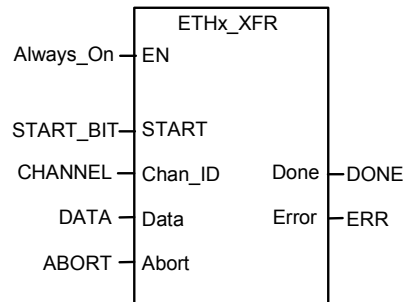 ETHx_XFR
Always_On EN
START_BIT START
CHANNEL Chan_ID Done DONE
DATA Data Error ERR
ABORT Abort